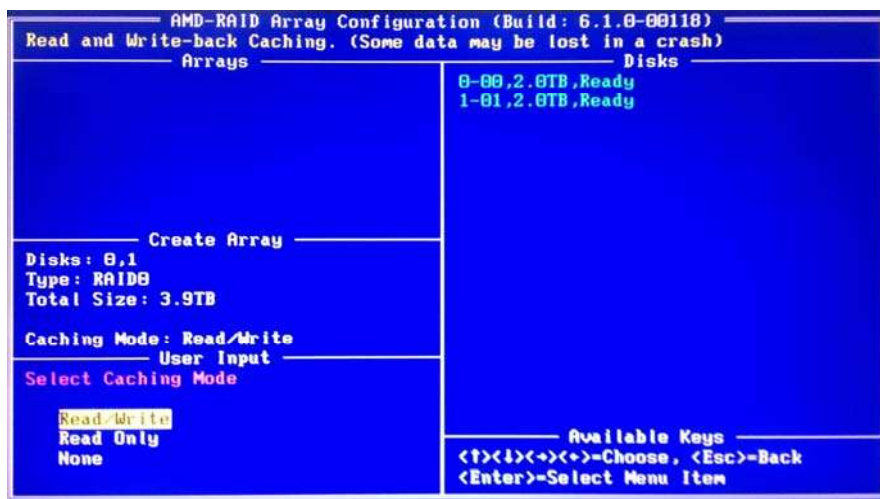 AMD-RAID Array Configuration (Build: 6.1.0-00118)
Read and Write-back Caching. (Some data may be lost in a crash)
Arrays
Disks
0-00,2.0TB,Ready
1-01,2.0TB,Ready
Create Array
Disks: 0,1
Type: RAID0
Total Size: 3.9TB
Caching Mode: Read/Write
User Input
Select Caching Mode
Read/Write
Read Only
None
Available Keys
<↑><↓><→><←>=Choose, <Esc>=Back
<Enter>=Select Menu Item